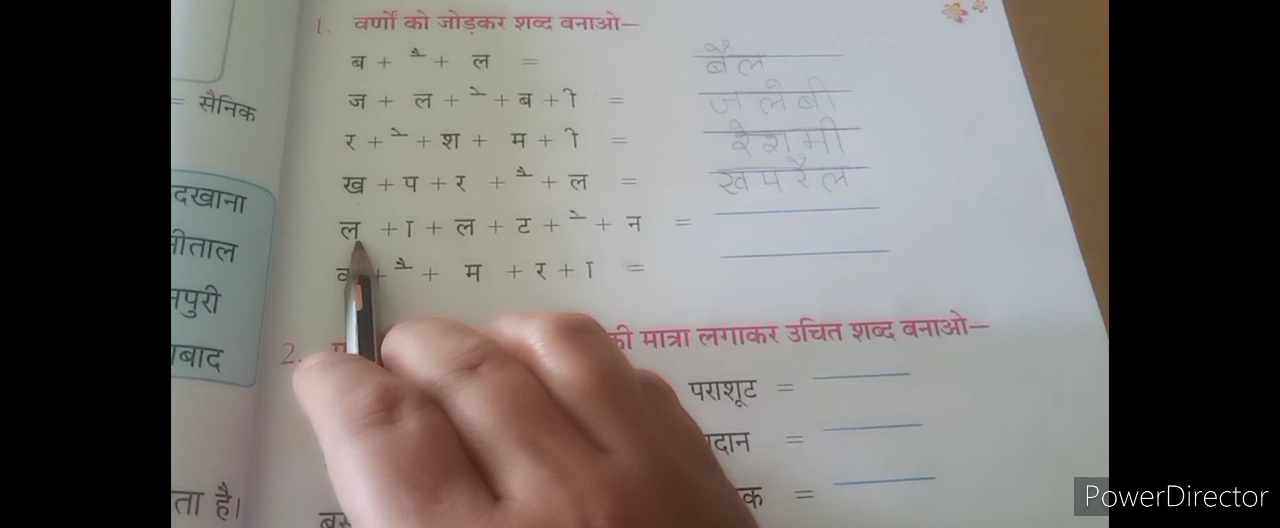 1. वर्णों को जोड़कर शब्द बनाओ—
ब + ै + ल = बैल
ज + ल + े + ब + ी = जलेबी
र + े + श + म + ी = रेशमी
ख + प + र + ै + ल = खपरैल
ल + ा + ल + ट + े + न =
+ ै + म + र + ा =
2. की मात्रा लगाकर उचित शब्द बनाओ—
पराशूट =
दान =
क =
= सैनिक
दखाना
ीताल
नपुरी
ाबाद
ता है।
PowerDirector